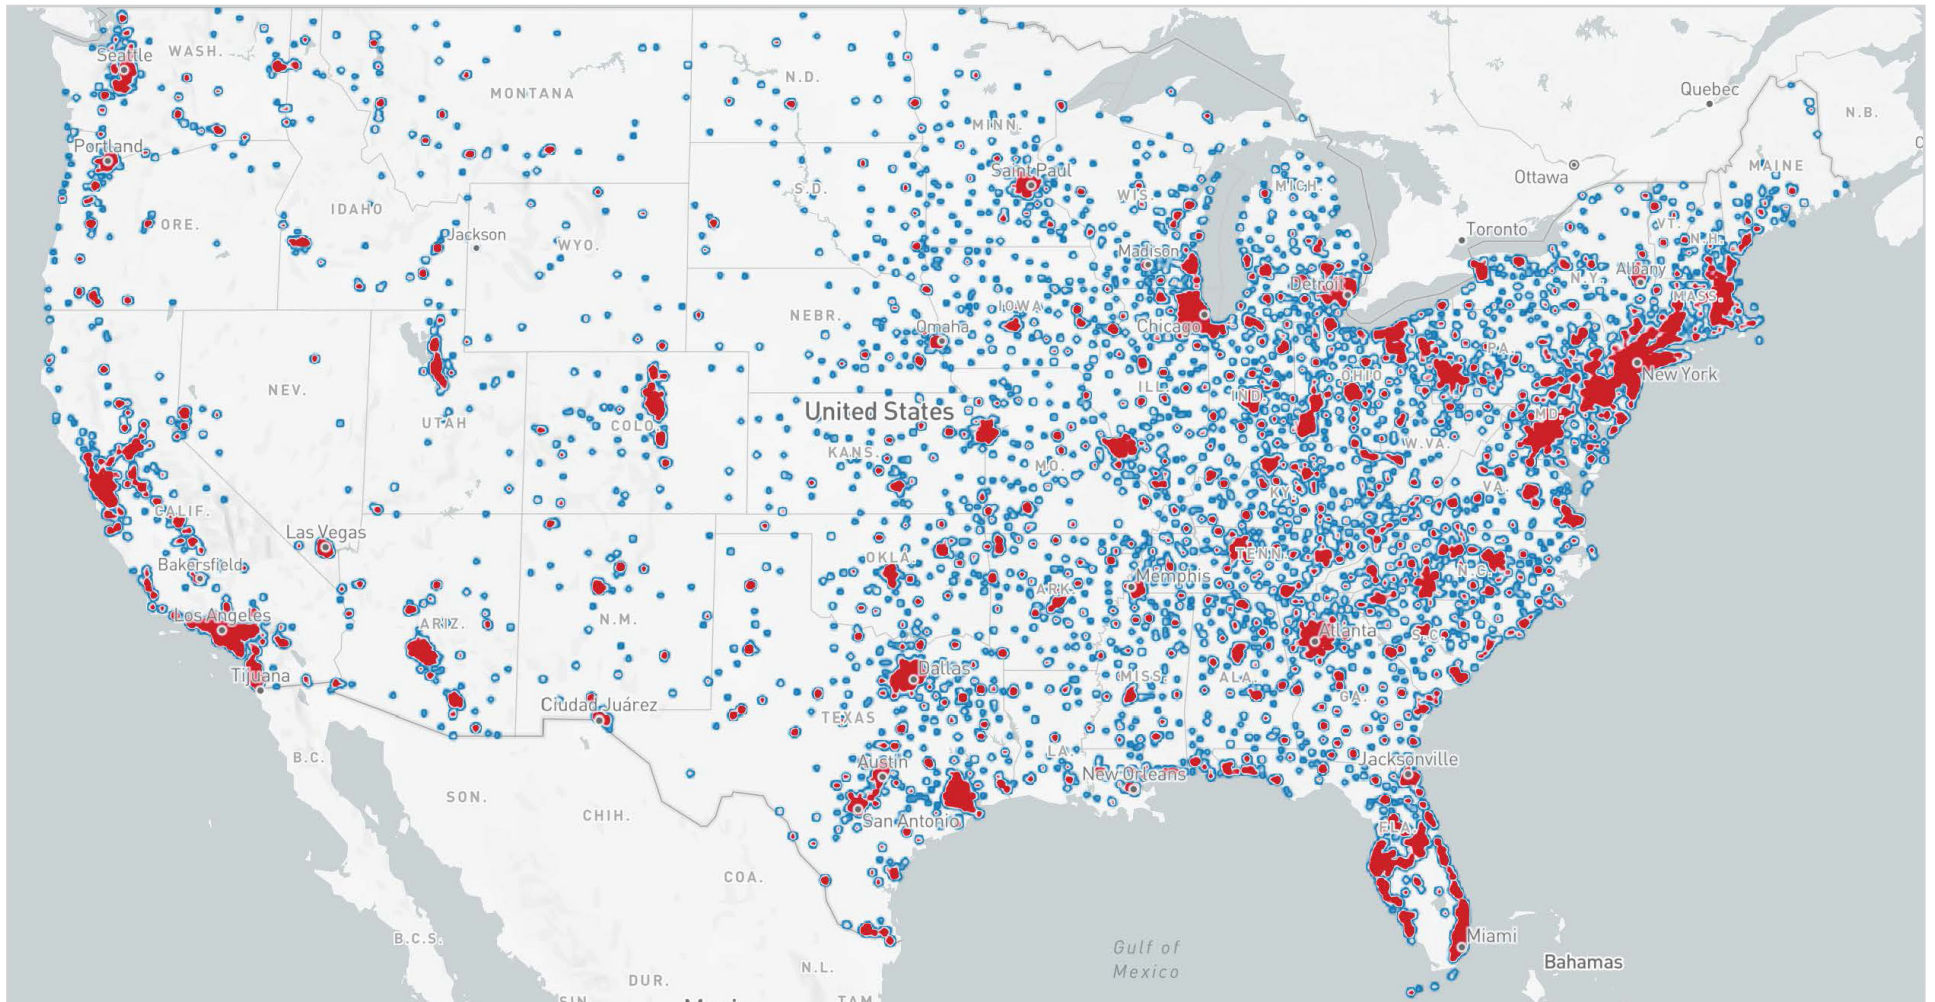 Seattle
WASH.
MONTANA
N.D.
MINN.
Quebec
N.B.
Portland
Saint Paul
Ottawa
MAINE
ORE.
IDAHO
Jackson
WYO.
S.D.
WIS.
MICH.
Toronto
VT.
N.H.
Madison
Detroit
N.Y.
Albany
MASS.
NEBR.
IOWA
Omaha
Chicago
NEV.
UTAH
COLO.
United States
ILL.
IND.
OHIO
PA.
New York
MD.
KANS.
MO.
W.VA.
KY.
VA.
CALIF.
Las Vegas
Bakersfield
OKLA.
TENN.
N.C.
ARK.
Memphis
Los Angeles
ARIZ.
N.M.
Atlanta
S.C.
Tijuana
Dallas
MISS.
ALA.
GA.
Ciudad Juárez
TEXAS
B.C.
LA.
Austin
New Orleans
Jacksonville
SON.
CHIH.
San Antonio
FLA.
COA.
B.C.S.
Gulf of
Mexico
Miami
Bahamas
N.L.
DUR.